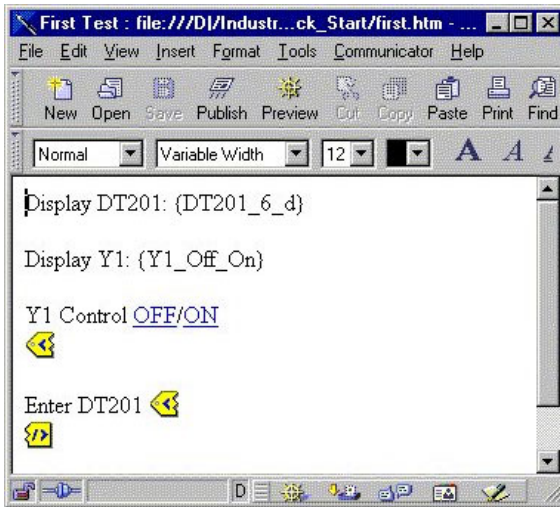 First Test : file:///D|/Industr...ck_Start/first.htm - ...
File Edit View Insert Format Tools Communicator Help
New Open Save Publish Preview Cut Copy Paste Print Find
Normal Variable Width 12 A A
Display DT201: {DT201_6_d}
Display Y1: {Y1_Off_On}
Y1 Control OFF/ON
Enter DT201
</>
D